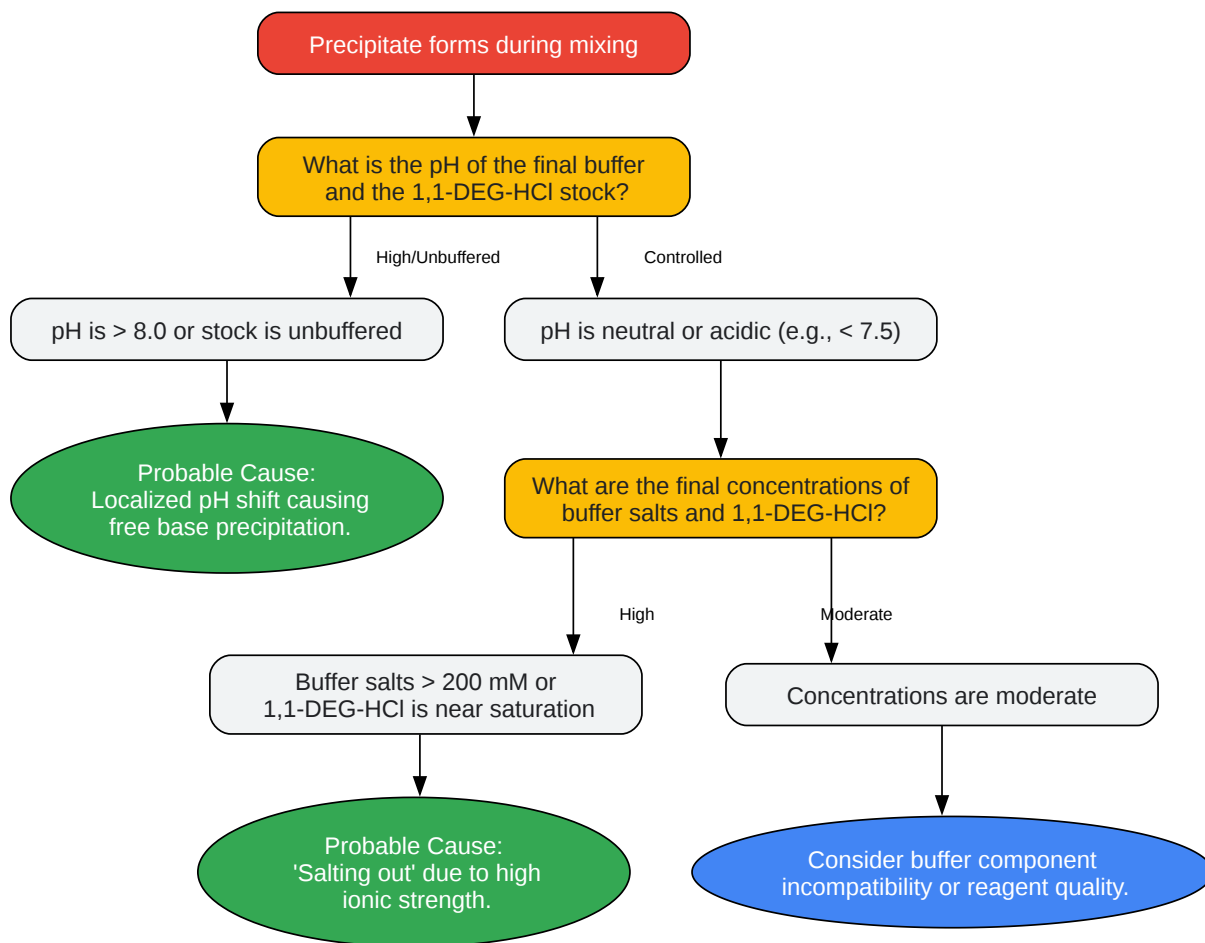 Precipitate forms during mixing
What is the pH of the final buffer
and the 1,1-DEG-HCl stock?
High/Unbuffered
Controlled
pH is > 8.0 or stock is unbuffered
pH is neutral or acidic (e.g., < 7.5)
Probable Cause:
Localized pH shift causing
free base precipitation.
What are the final concentrations of
buffer salts and 1,1-DEG-HCl?
High
Moderate
Buffer salts > 200 mM or
1,1-DEG-HCl is near saturation
Concentrations are moderate
Probable Cause:
'Salting out' due to high
ionic strength.
Consider buffer component
incompatibility or reagent quality.